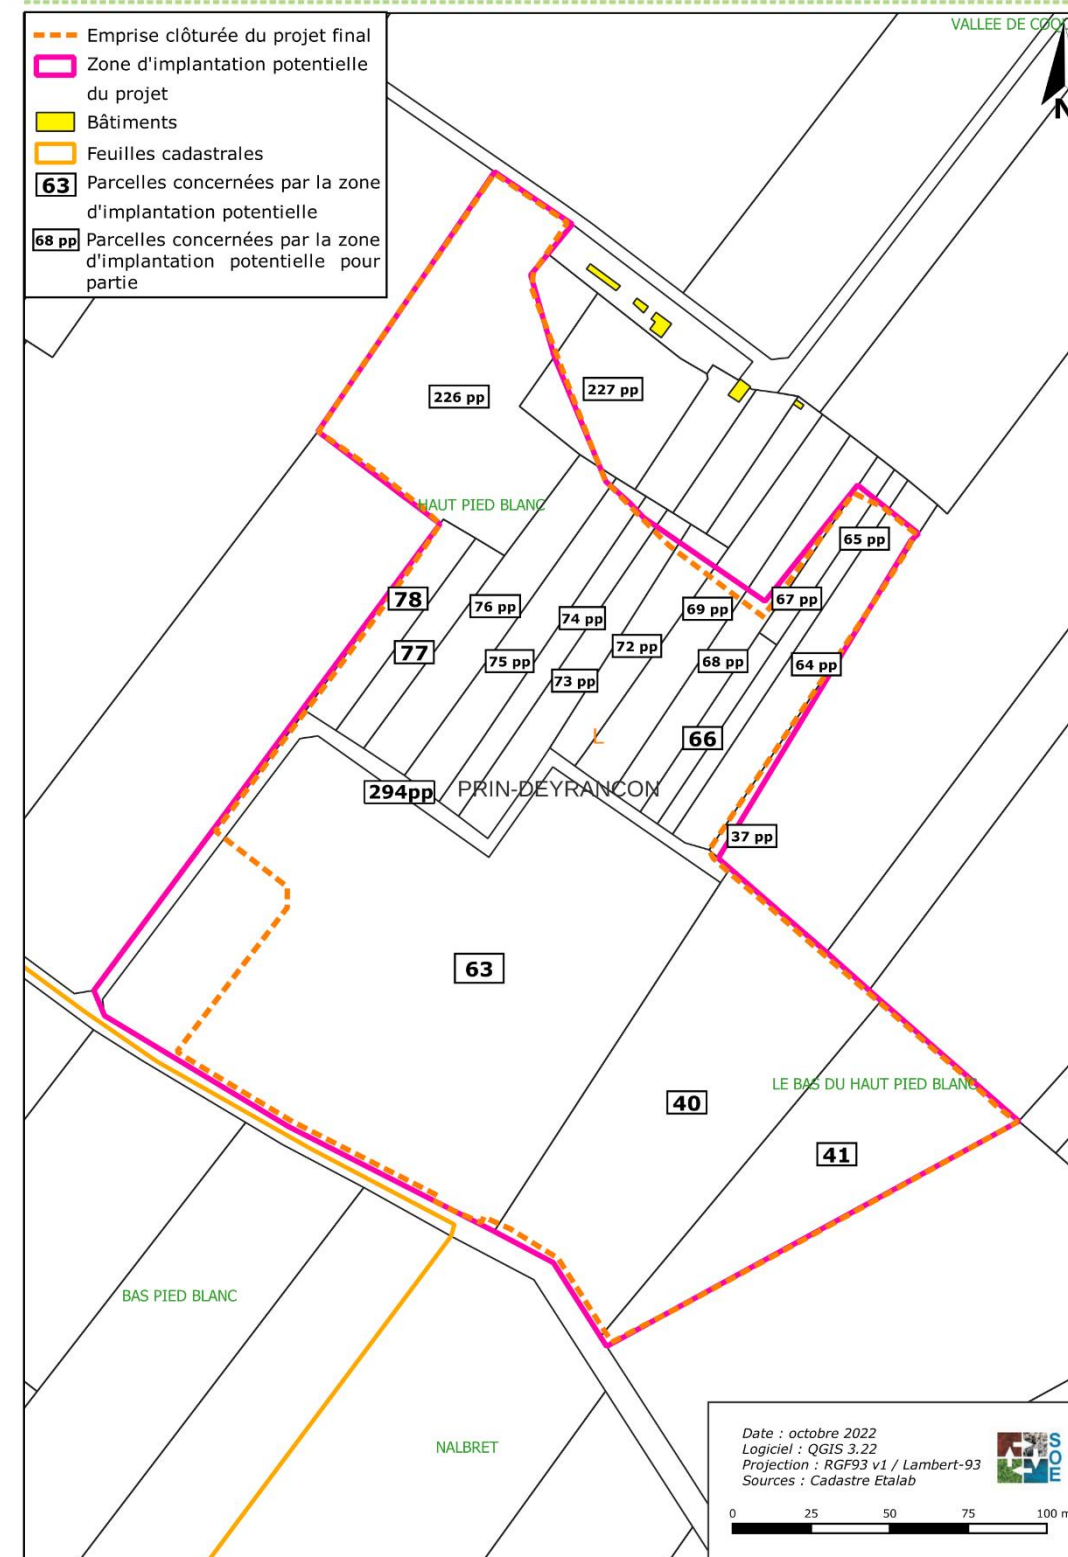 VALLEE DE COQ
Emprise clôturée du projet final
Zone d'implantation potentielle
du projet
Bâtiments
Feuilles cadastrales
63 Parcelles concernées par la zone
d'implantation potentielle
68 pp Parcelles concernées par la zone
d'implantation potentielle pour
partie
N
226 pp
227 pp
HAUT PIED BLANC
65 pp
78
76 pp
74 pp
69 pp
67 pp
77
75 pp
73 pp
72 pp
68 pp
64 pp
66
L
294pp
PRIN-DEYRANCON
37 pp
63
LE BAS DU HAUT PIED BLANC
40
41
BAS PIED BLANC
NALBRET
Date : octobre 2022
Logiciel : QGIS 3.22
Projection : RGF93 v1 / Lambert-93
Sources : Cadastre Etalab
SOE
0 25 50 75 100 m